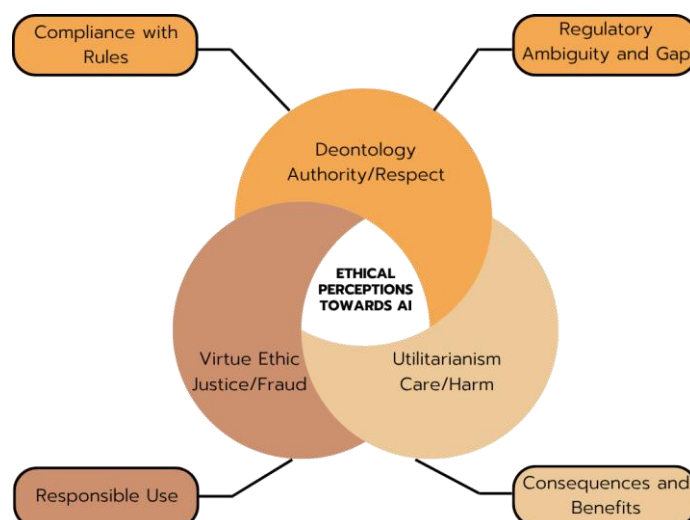 Compliance with
Rules
Regulatory
Ambiguity and Gap
Deontology
Authority/Respect
ETHICAL
PERCEPTIONS
TOWARDS AI
Virtue Ethic
Justice/Fraud
Utilitarianism
Care/Harm
Responsible Use
Consequences and
Benefits